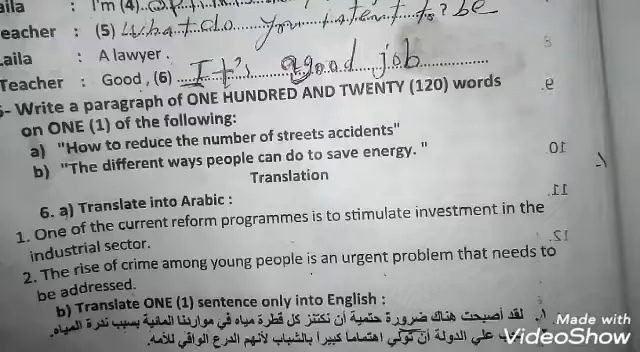 aila : I'm (4)
eacher : (5) What do you to be
Laila : A lawyer.
Teacher : Good, (6) It's a good job
5- Write a paragraph of ONE HUNDRED AND TWENTY (120) words
on ONE (1) of the following:
a) "How to reduce the number of streets accidents"
b) "The different ways people can do to save energy. "
Translation
6. a) Translate into Arabic :
1. One of the current reform programmes is to stimulate investment in the
industrial sector.
2. The rise of crime among young people is an urgent problem that needs to
be addressed.
b) Translate ONE (1) sentence only into English :
١. لقد أصبحت هناك ضرورة حتمية أن نكتنز كل قطرة مياه في مواردنا المائية بسبب ندرة المياه.
علي الدولة أن تولي اهتماما كبيرا بالشباب لأنهم الدرع الواقي للأمه.
Made with
VideoShow